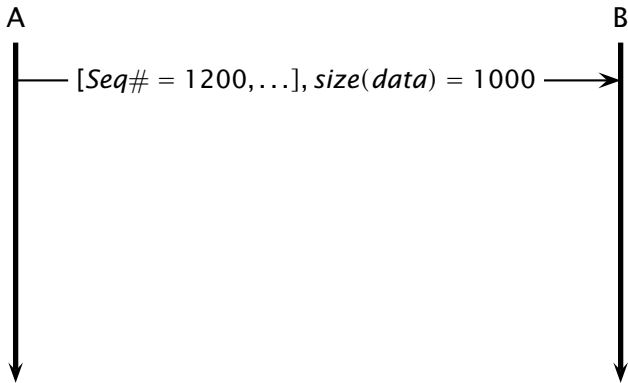 A B
[Seq# = 1200, ...], size(data) = 1000